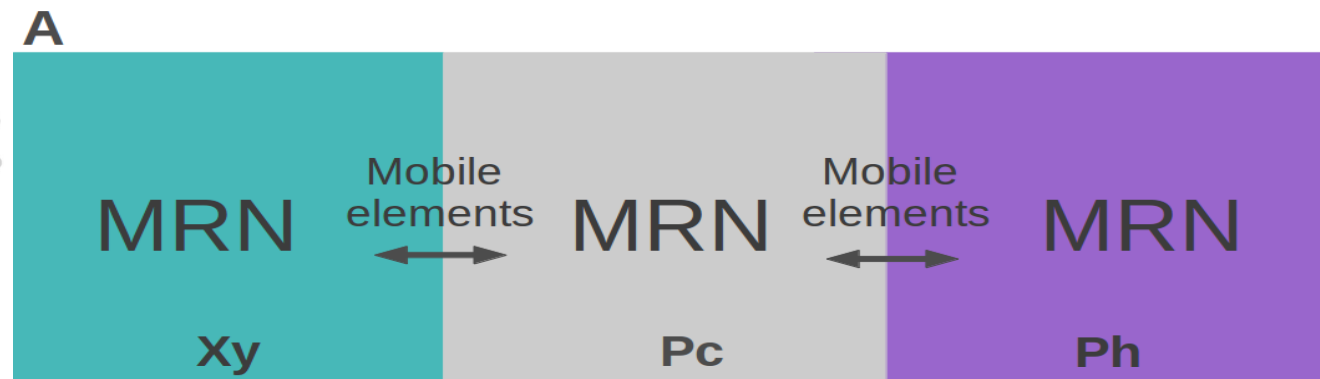 A
Mobile
elements
Mobile
elements
MRN
MRN
MRN
Xy
Pc
Ph